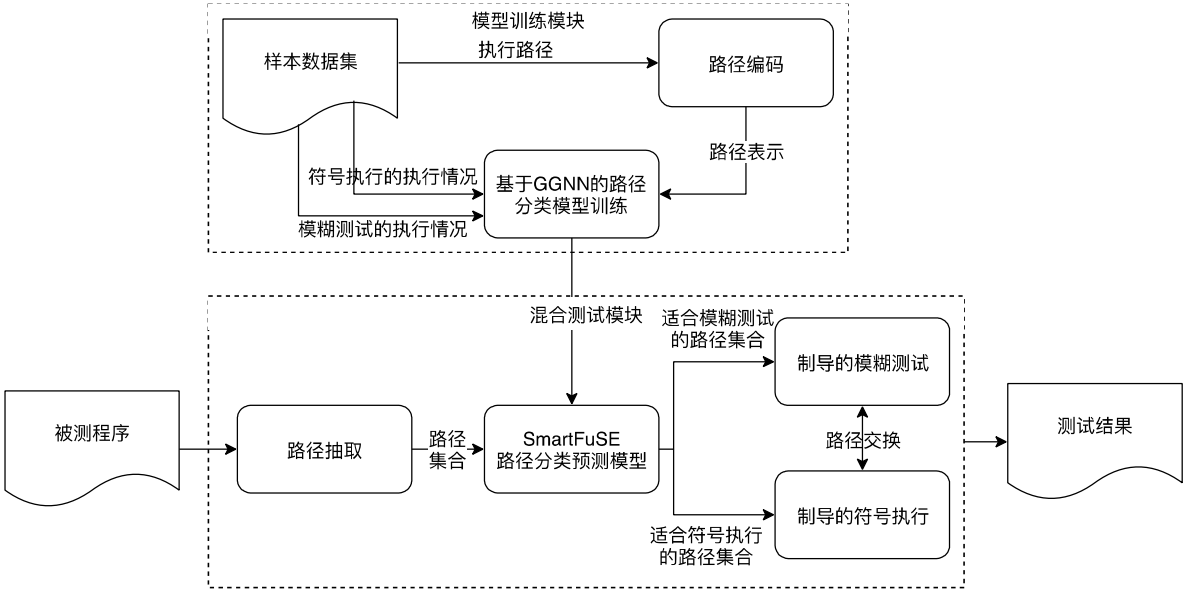 模型训练模块
样本数据集
执行路径
路径编码
路径表示
符号执行的执行情况
基于GGNN的路径
分类模型训练
模糊测试的执行情况
混合测试模块
适合模糊测试
的路径集合
制导的模糊测试
被测程序
路径抽取
路径
集合
SmartFuSE
路径分类预测模型
路径交换
测试结果
适合符号执行
的路径集合
制导的符号执行